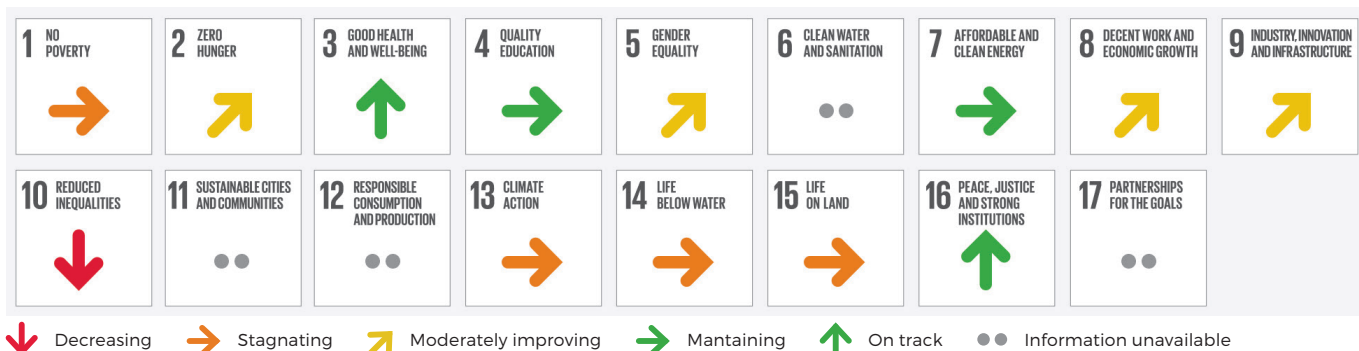 1 NO
POVERTY
2 ZERO
HUNGER
3 GOOD HEALTH
AND WELL-BEING
4 QUALITY
EDUCATION
5 GENDER
EQUALITY
6 CLEAN WATER
AND SANITATION
7 AFFORDABLE AND
CLEAN ENERGY
8 DECENT WORK AND
ECONOMIC GROWTH
9 INDUSTRY, INNOVATION
AND INFRASTRUCTURE
10 REDUCED
INEQUALITIES
11 SUSTAINABLE CITIES
AND COMMUNITIES
12 RESPONSIBLE
CONSUMPTION
AND PRODUCTION
13 CLIMATE
ACTION
14 LIFE
BELOW WATER
15 LIFE
ON LAND
16 PEACE, JUSTICE
AND STRONG
INSTITUTIONS
17 PARTNERSHIPS
FOR THE GOALS
Decreasing Stagnating Moderately improving Mantaining On track Information unavailable